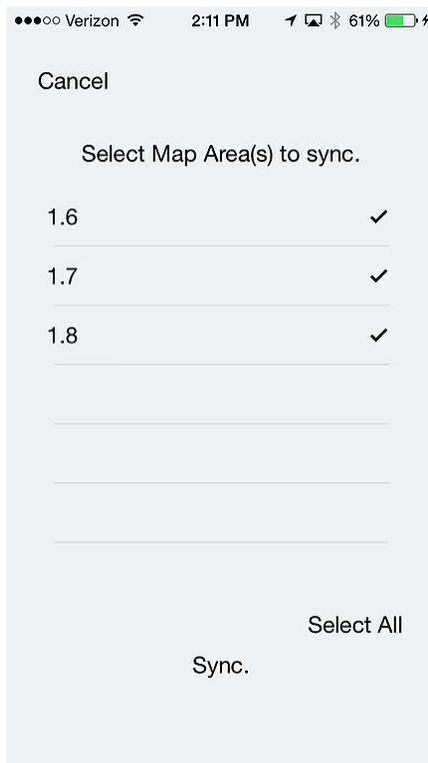 Verizon 2:11 PM 61%
Cancel
Select Map Area(s) to sync.
1.6
1.7
1.8
Select All
Sync.